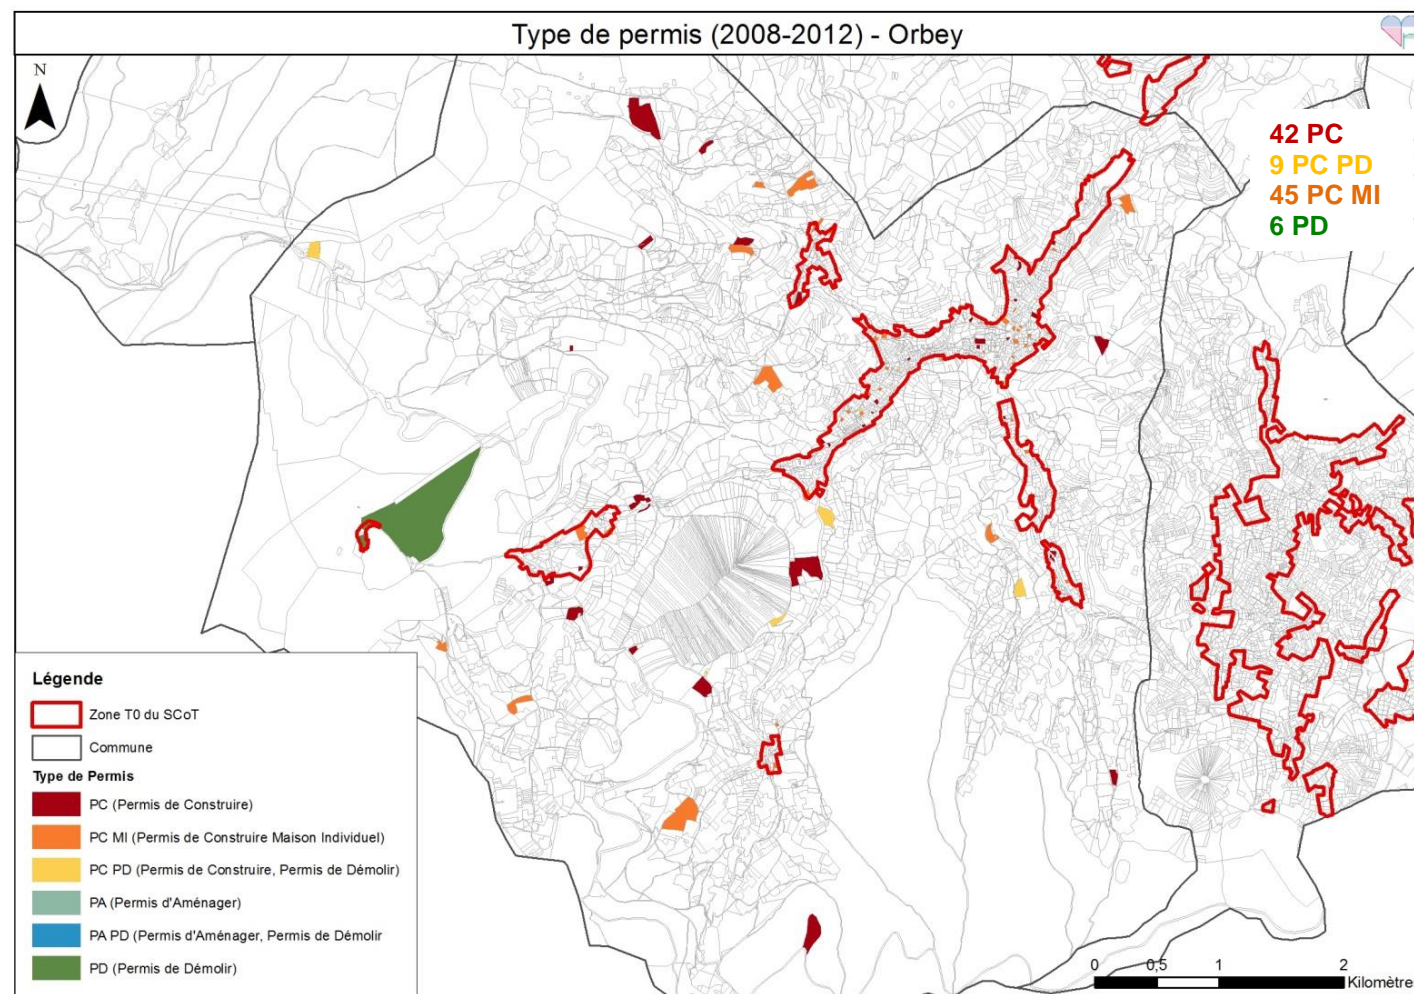 Type de permis (2008-2012) - Orbey
N
42 PC
9 PC PD
45 PC MI
6 PD
Légende
Zone T0 du SCoT
Commune
Type de Permis
PC (Permis de Construire)
PC MI (Permis de Construire Maison Individuel)
PC PD (Permis de Construire, Permis de Démolir)
PA (Permis d'Aménager)
PA PD (Permis d'Aménager, Permis de Démolir
PD (Permis de Démolir)
0 0,5 1 2
Kilomètre